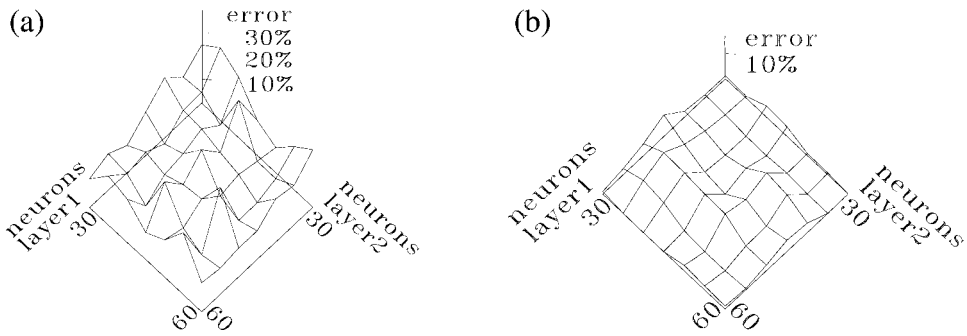 (a)
error
30%
20%
10%
neurons
layer1
30
60
neurons
layer2
30
60
(b)
error
10%
neurons
layer1
30
60
neurons
layer2
30
60